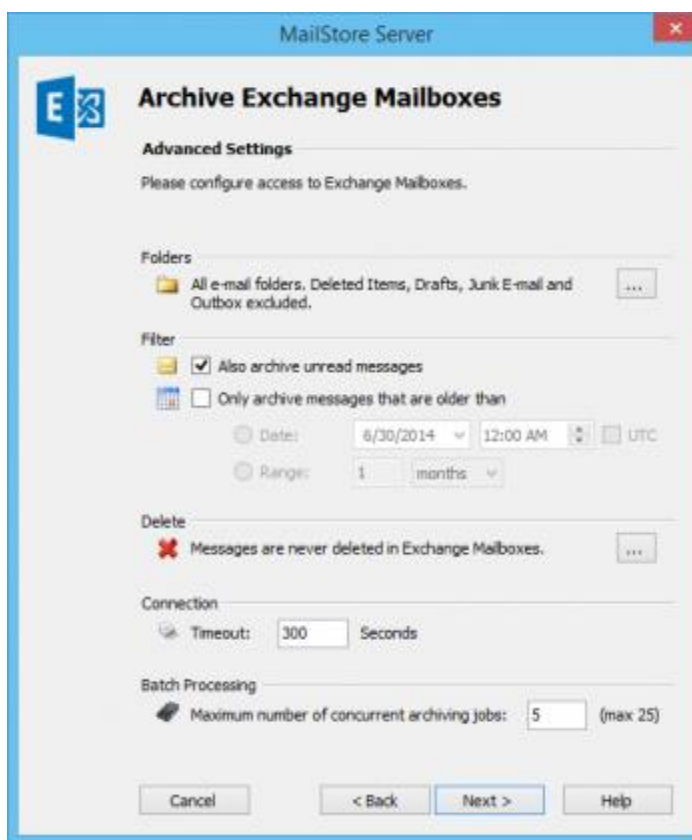 MailStore Server
Archive Exchange Mailboxes
Advanced Settings
Please configure access to Exchange Mailboxes.
Folders
All e-mail folders. Deleted Items, Drafts, Junk E-mail and
Outbox excluded.
...
Filter
Also archive unread messages
Only archive messages that are older than
Date: 6/30/2014 12:00 AM UTC
Range: 1 months
Delete
Messages are never deleted in Exchange Mailboxes. ...
Connection
Timeout: 300 Seconds
Batch Processing
Maximum number of concurrent archiving jobs: 5 (max 25)
Cancel < Back Next > Help